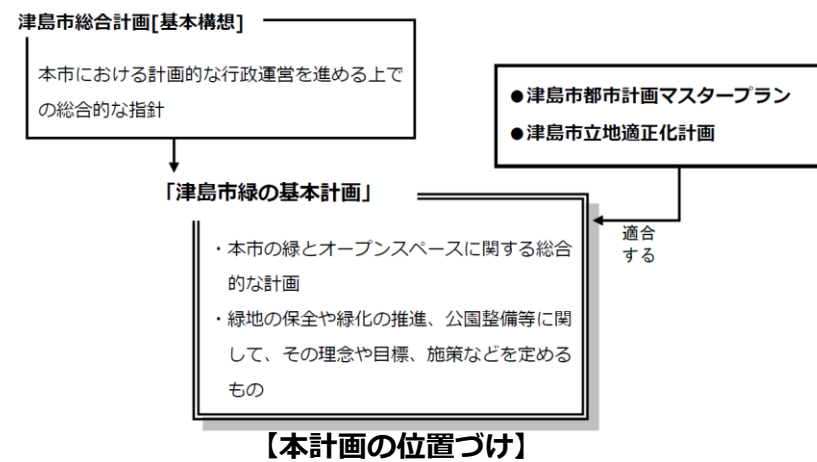 津島市総合計画[基本構想]
本市における計画的な行政運営を進める上で
の総合的な指針
●津島市都市計画マスタープラン
●津島市立地適正化計画
「津島市緑の基本計画」
適合
する
・本市の緑とオープンスペースに関する総合
的な計画
・緑地の保全や緑化の推進、公園整備等に関
して、その理念や目標、施策などを定める
もの
【本計画の位置づけ】